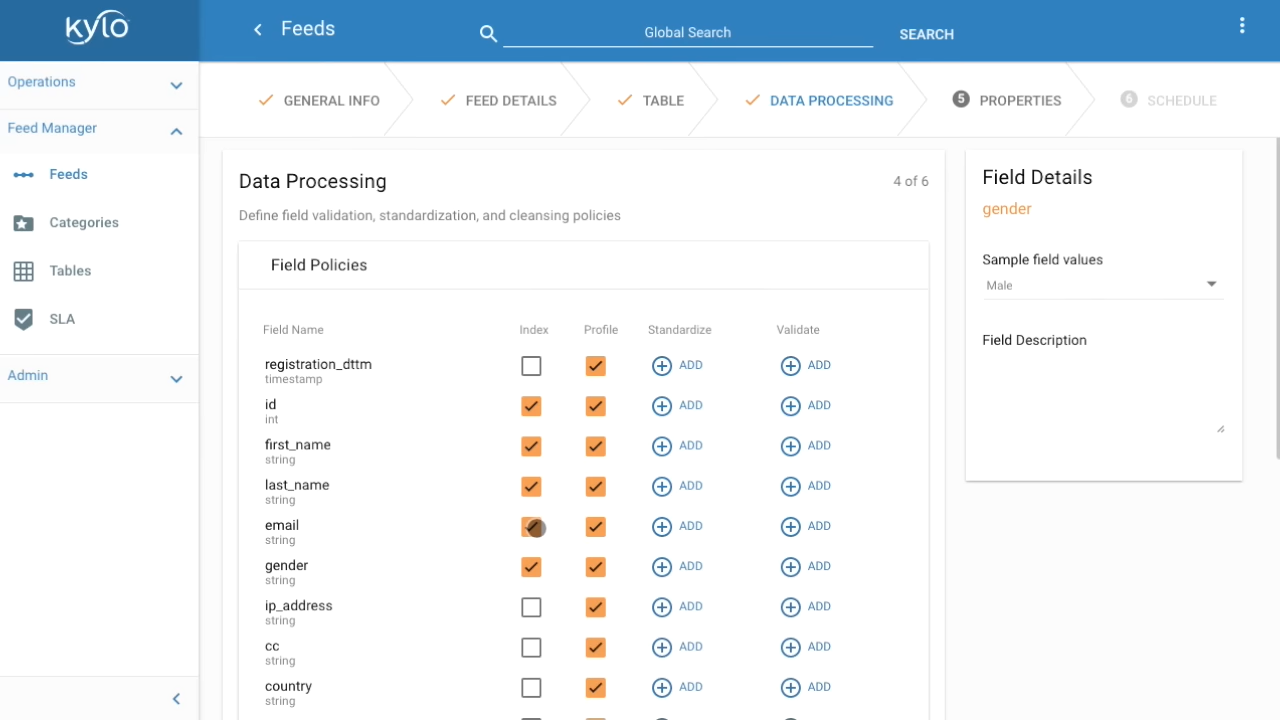 kylo
Feeds
Global Search
SEARCH
Operations
Feed Manager
Feeds
Categories
Tables
SLA
Admin
GENERAL INFO
FEED DETAILS
TABLE
DATA PROCESSING
5 PROPERTIES
6 SCHEDULE
Data Processing
4 of 6
Define field validation, standardization, and cleansing policies
Field Policies
Field Name Index Profile Standardize Validate
registration_dttm ADD ADD
timestamp
id ADD ADD
int
first_name ADD ADD
string
last_name ADD ADD
string
email ADD ADD
string
gender ADD ADD
string
ip_address ADD ADD
string
cc ADD ADD
string
country ADD ADD
string
Field Details
gender
Sample field values
Male
Field Description